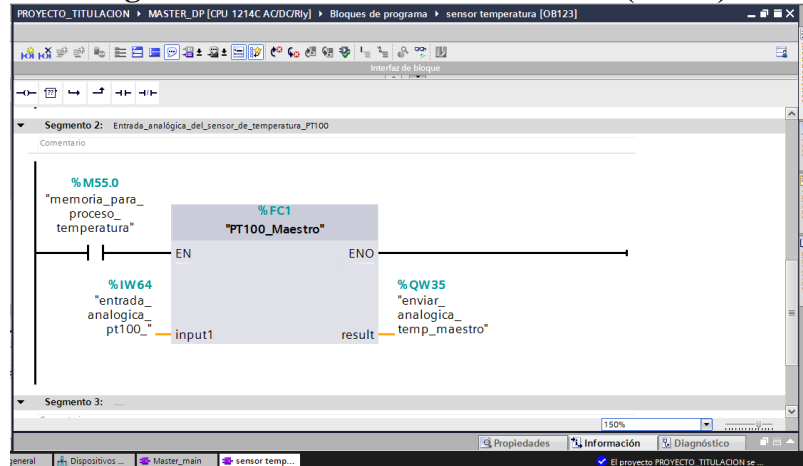 PROYECTO_TITULACION ▸ MASTER_DP [CPU 1214C AC/DC/Rly] ▸ Bloques de programa ▸ sensor temperatura [OB123]
Interfaz de bloque
Segmento 2: Entrada_analógica_del_sensor_de_temperatura_PT100
Comentario
%M55.0
"memoria_para_
proceso_
temperatura"
%FC1
"PT100_Maestro"
EN
ENO
%IW64
"entrada_
analogica_
pt100_"
input1
result
%QW35
"enviar_
analogica_
temp_maestro"
Segmento 3: ....
150%
Propiedades
Información
Diagnóstico
Dispositivos ...
Master_main
sensor temp...
El proyecto PROYECTO_TITULACION se ...